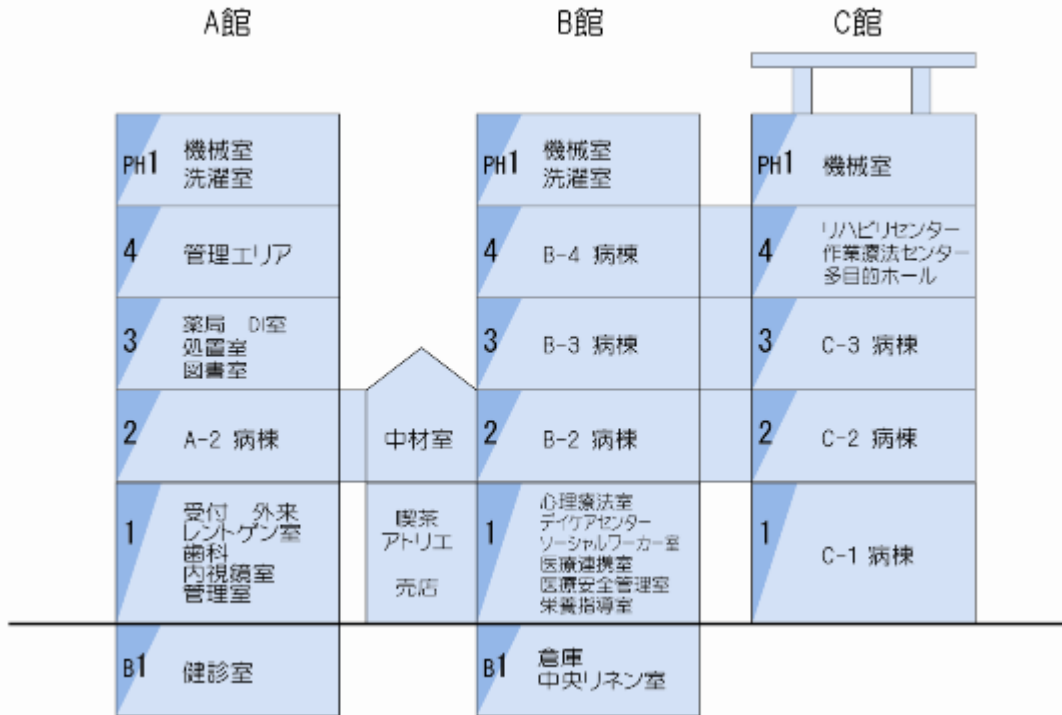 A館
B館
C館
PH1
機械室
洗濯室
4
管理エリア
3
薬局　DI室
処置室
図書室
2
A-2 病棟
1
受付　外来
レントゲン室
歯科
内視鏡室
管理室
B1
健診室
中材室
喫茶
アトリエ
売店
PH1
機械室
洗濯室
4
B-4 病棟
3
B-3 病棟
2
B-2 病棟
1
心理療法室
デイケアセンター
ソーシャルワーカー室
医療連携室
医療安全管理室
栄養指導室
B1
倉庫
中央リネン室
PH1
機械室
4
リハビリセンター
作業療法センター
多目的ホール
3
C-3 病棟
2
C-2 病棟
1
C-1 病棟